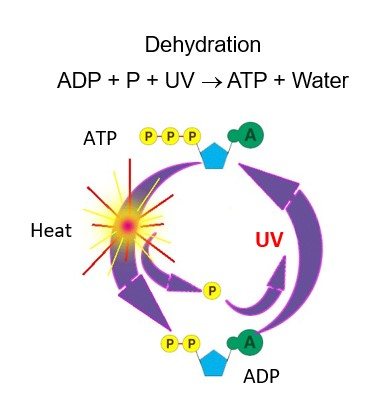 Dehydration
ADP + P + UV → ATP + Water
ATP P P P A
Heat
UV
P
P P A
ADP